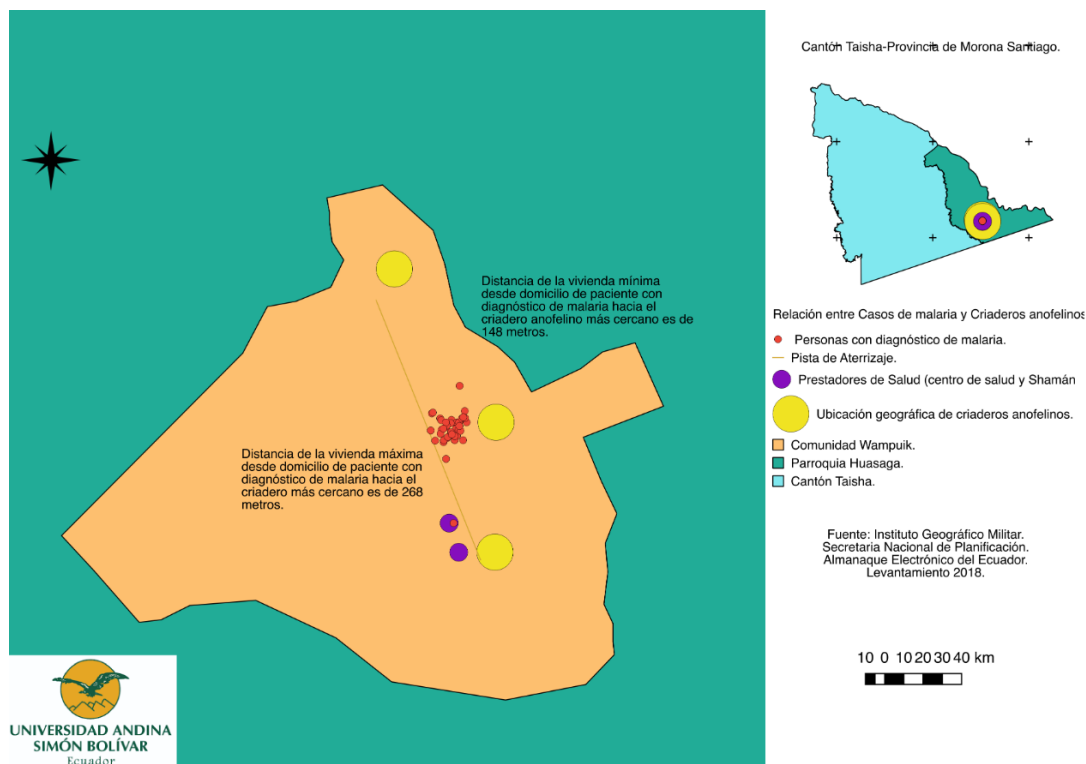 Cantón Taisha-Provincia de Morona Santiago.
Distancia de la vivienda mínima
desde domicilio de paciente con
diagnóstico de malaria hacia el
criadero anofelino más cercano es de
148 metros.
Distancia de la vivienda máxima
desde domicilio de paciente con
diagnóstico de malaria hacia el
criadero más cercano es de 268
metros.
Relación entre Casos de malaria y Criaderos anofelinos
Personas con diagnóstico de malaria.
Pista de Aterrizaje.
Prestadores de Salud (centro de salud y Shamán
Ubicación geográfica de criaderos anofelinos.
Comunidad Wampuik.
Parroquia Huasaga.
Cantón Taisha.
Fuente: Instituto Geográfico Militar.
Secretaria Nacional de Planificación.
Almanaque Electrónico del Ecuador.
Levantamiento 2018.
10 0 10 20 30 40 km
UNIVERSIDAD ANDINA
SIMÓN BOLÍVAR
Ecuador